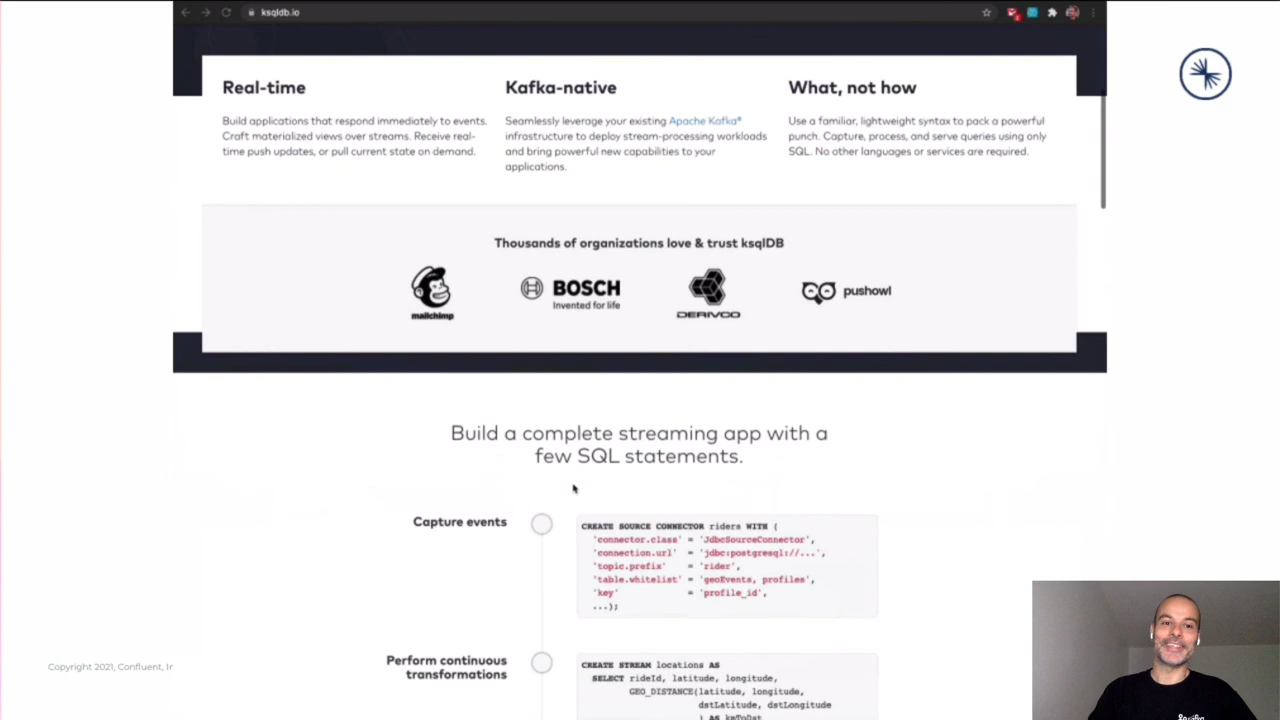 ksqldb.io
Real-time
Build applications that respond immediately to events.
Craft materialized views over streams. Receive real-
time push updates, or pull current state on demand.
Kafka-native
Seamlessly leverage your existing Apache Kafka®
infrastructure to deploy stream-processing workloads
and bring powerful new capabilities to your
applications.
What, not how
Use a familiar, lightweight syntax to pack a powerful
punch. Capture, process, and serve queries using only
SQL. No other languages or services are required.
Thousands of organizations love & trust ksqlDB
mailchimp
BOSCH
Invented for life
DERIVCO
pushowl
Build a complete streaming app with a
few SQL statements.
Capture events
CREATE SOURCE CONNECTOR riders WITH (
'connector.class' = 'JdbcSourceConnector',
'connection.url' = 'jdbc:postgresql://...',
'topic.prefix' = 'rider',
'table.whitelist' = 'geoEvents, profiles',
'key' = 'profile_id',
...);
Perform continuous
transformations
CREATE STREAM locations AS
SELECT rideId, latitude, longitude,
GEO_DISTANCE(latitude, longitude,
dstLatitude, dstLongitude
) AS kmToDst
Copyright 2021, Confluent, Ir